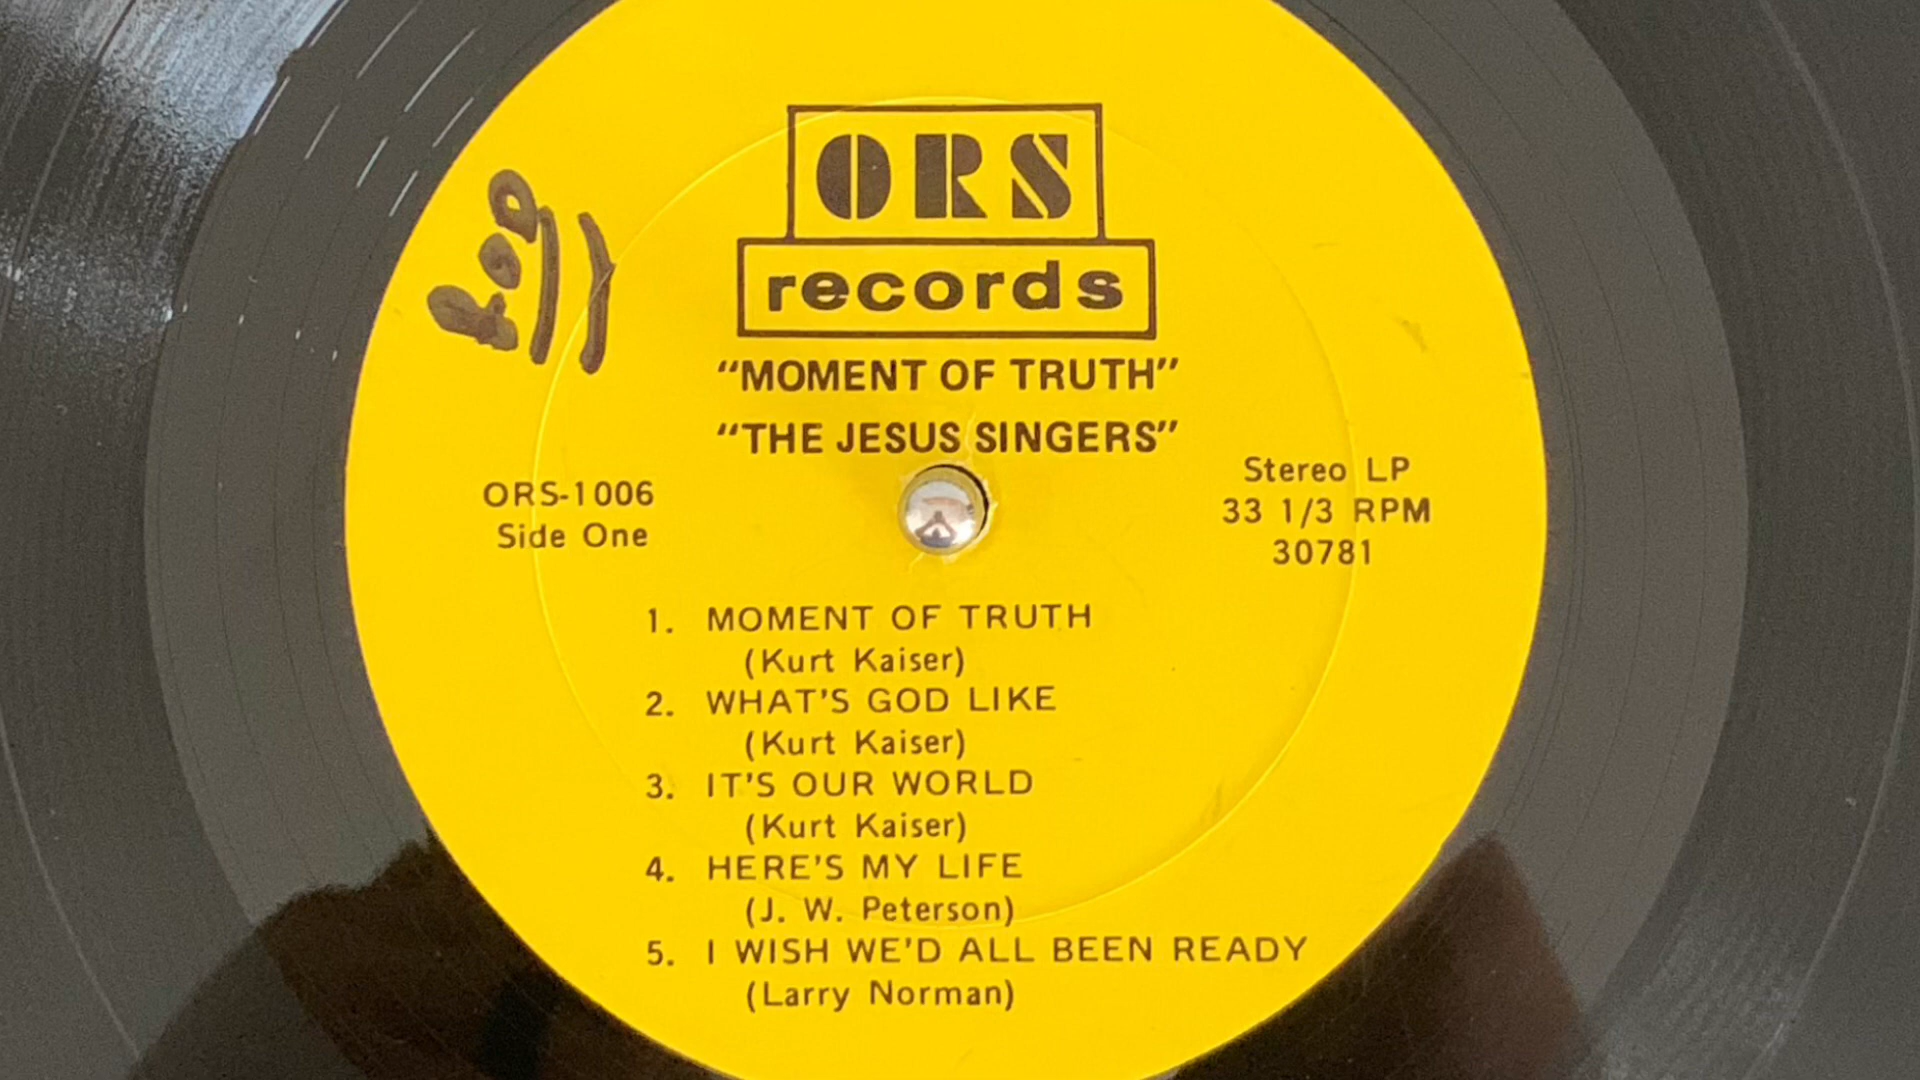 ORS
records
"MOMENT OF TRUTH"
"THE JESUS SINGERS"
ORS-1006
Side One
Stereo LP
33 1/3 RPM
30781
1. MOMENT OF TRUTH
(Kurt Kaiser)
2. WHAT'S GOD LIKE
(Kurt Kaiser)
3. IT'S OUR WORLD
(Kurt Kaiser)
4. HERE'S MY LIFE
(J. W. Peterson)
5. I WISH WE'D ALL BEEN READY
(Larry Norman)